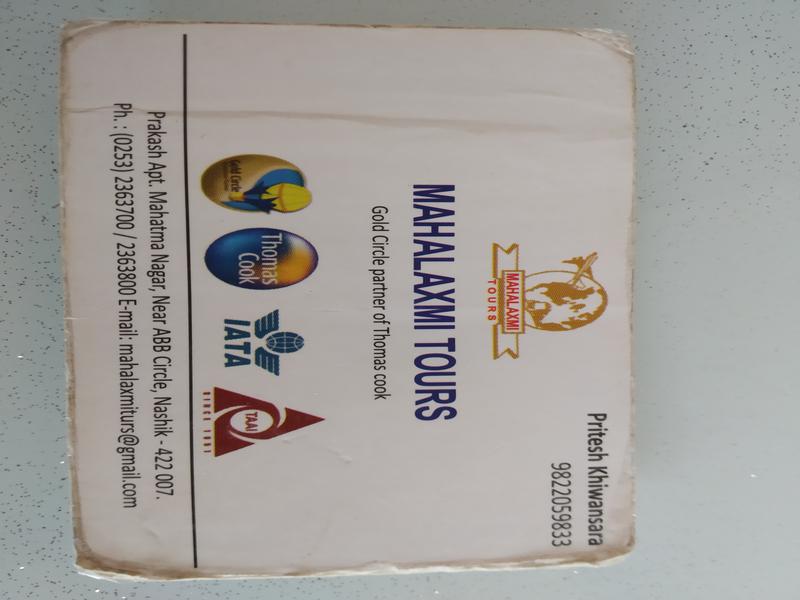 Pritesh Khiwansara
9822059833
MAHALAXMI
TOURS
MAHALAXMI TOURS
Gold Circle partner of Thomas cook
Gold Circle
Thomas
Cook
IATA
TAAI
SINCE 1951
Prakash Apt. Mahatma Nagar, Near ABB Circle, Nashik - 422 007.
Ph. : (0253) 2363700 / 2363800 E-mail: mahalaxmiturs@gmail.com